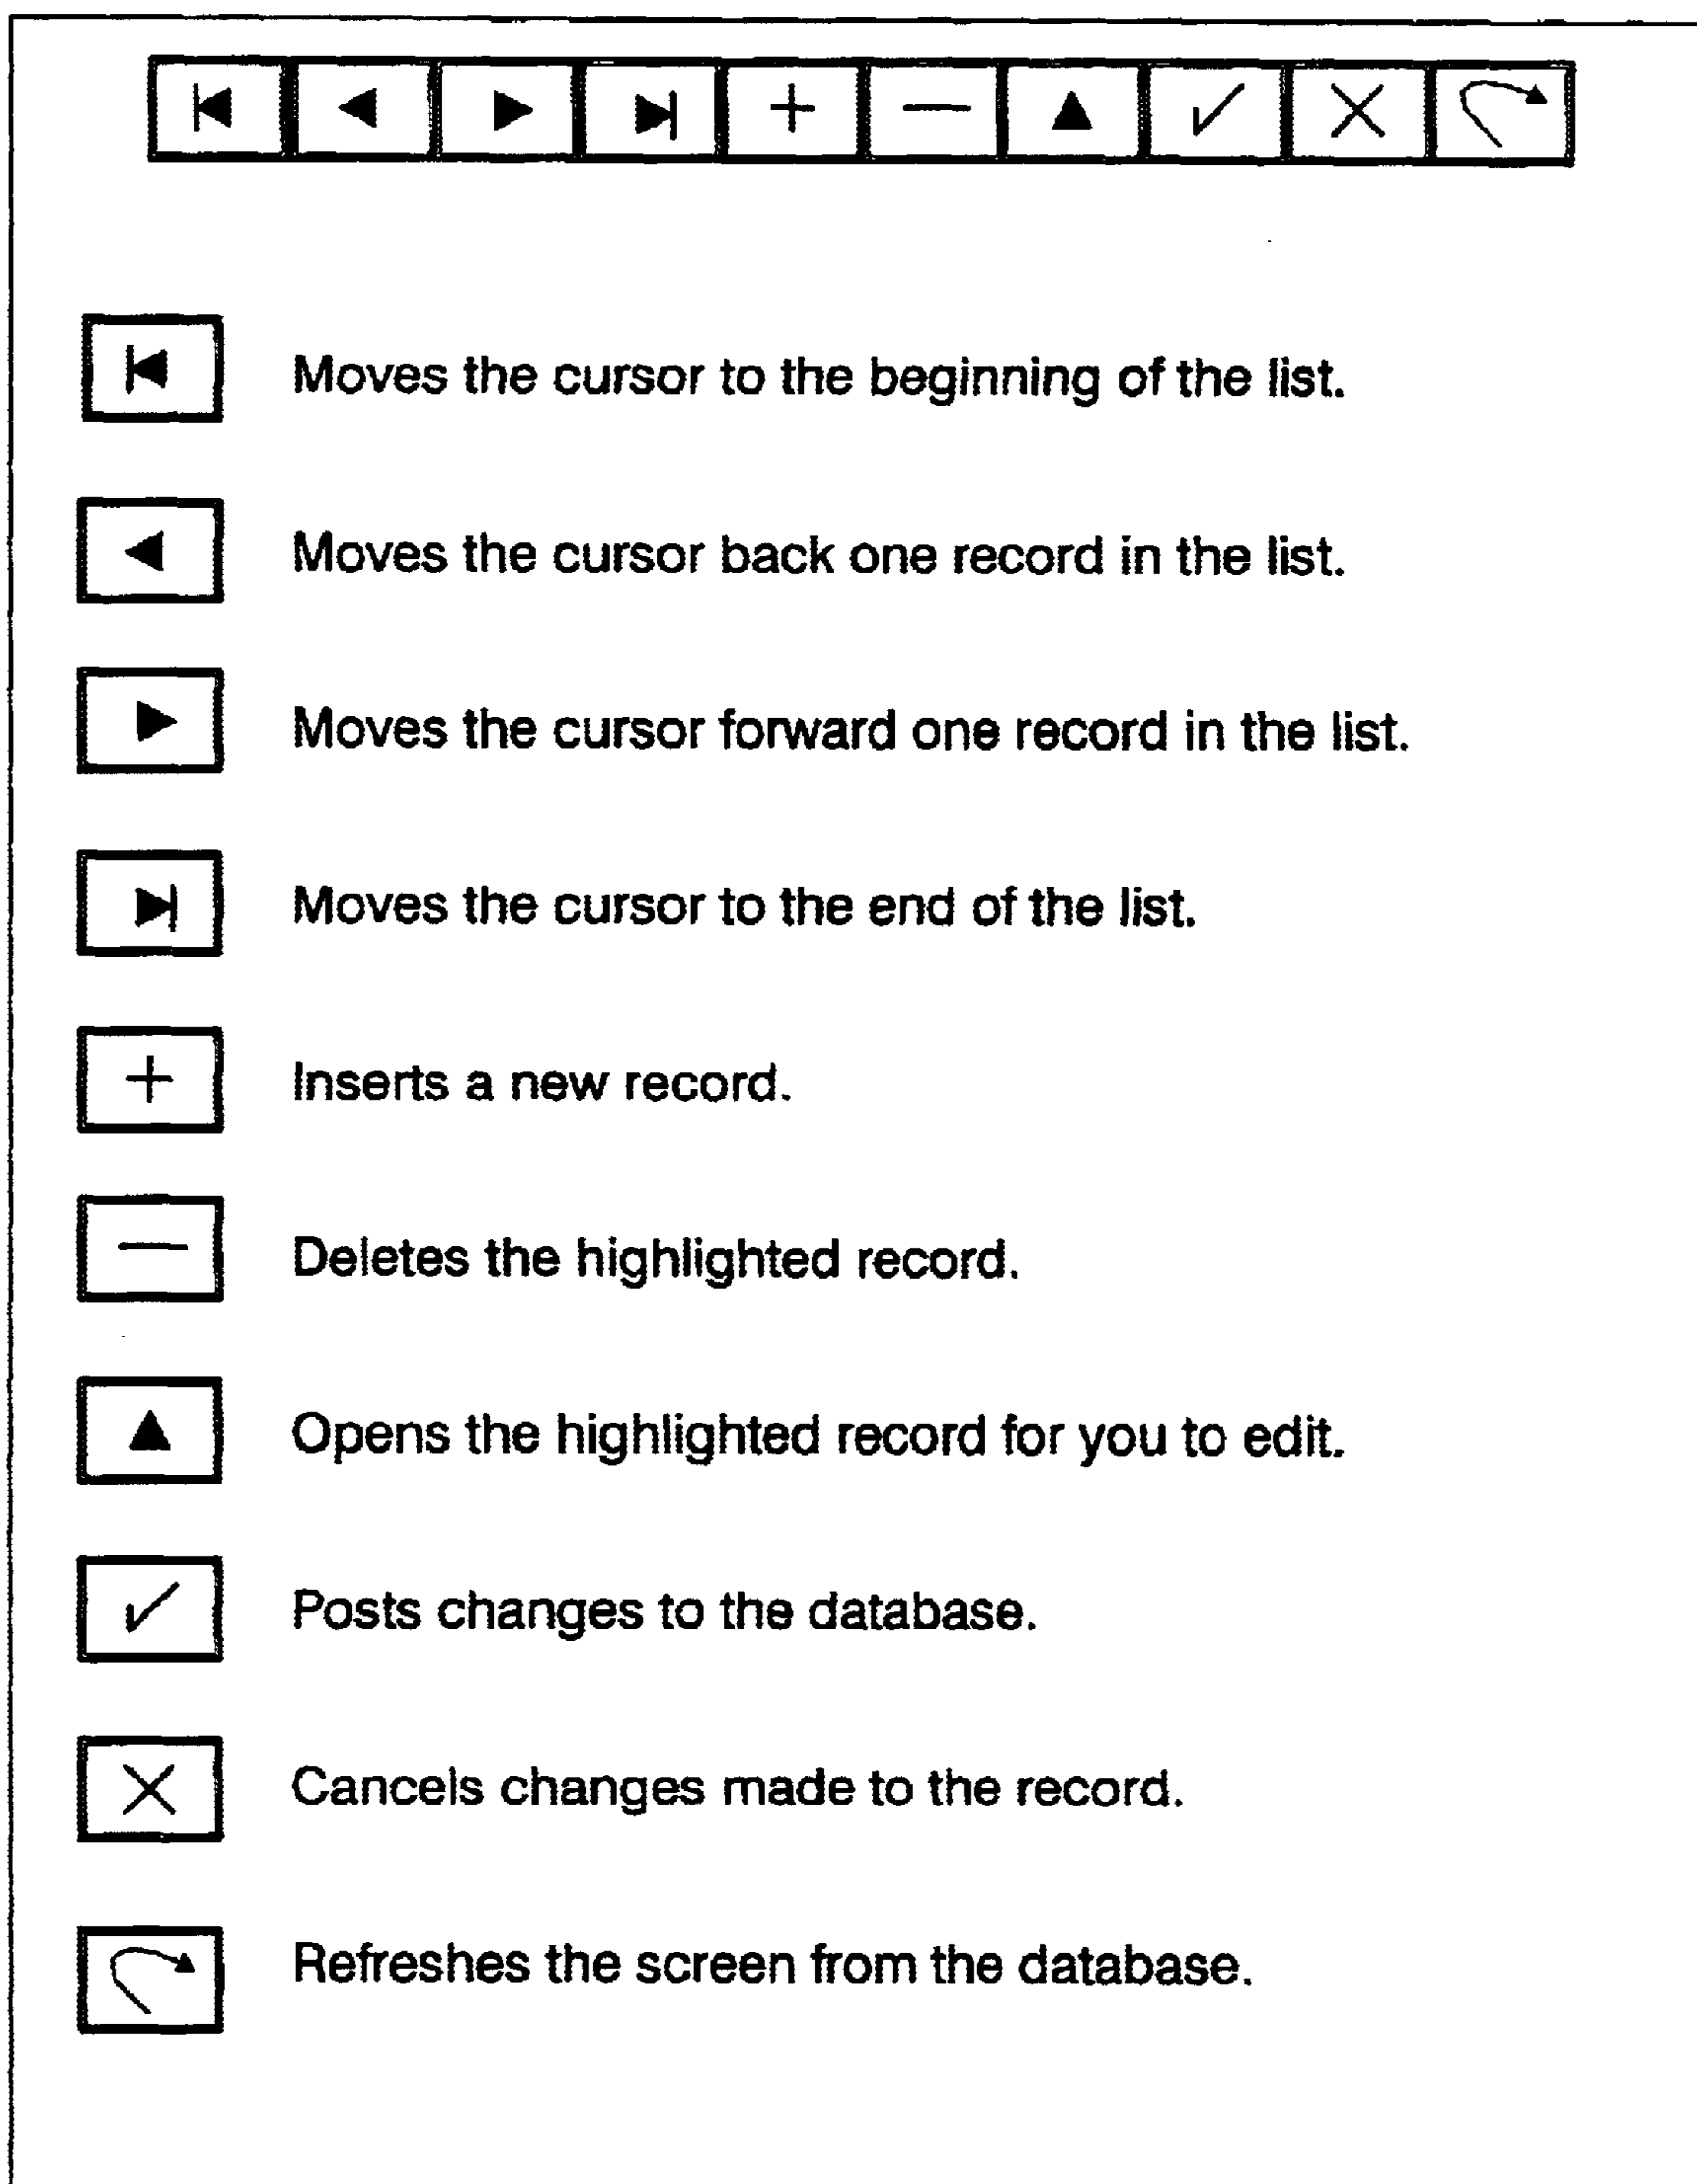 Moves the cursor to the beginning of the list.
Moves the cursor back one record in the list.
Moves the cursor forward one record in the list.
Moves the cursor to the end of the list.
Inserts a new record.
Deletes the highlighted record.
Opens the highlighted record for you to edit.
Posts changes to the database.
Cancels changes made to the record.
Refreshes the screen from the database.